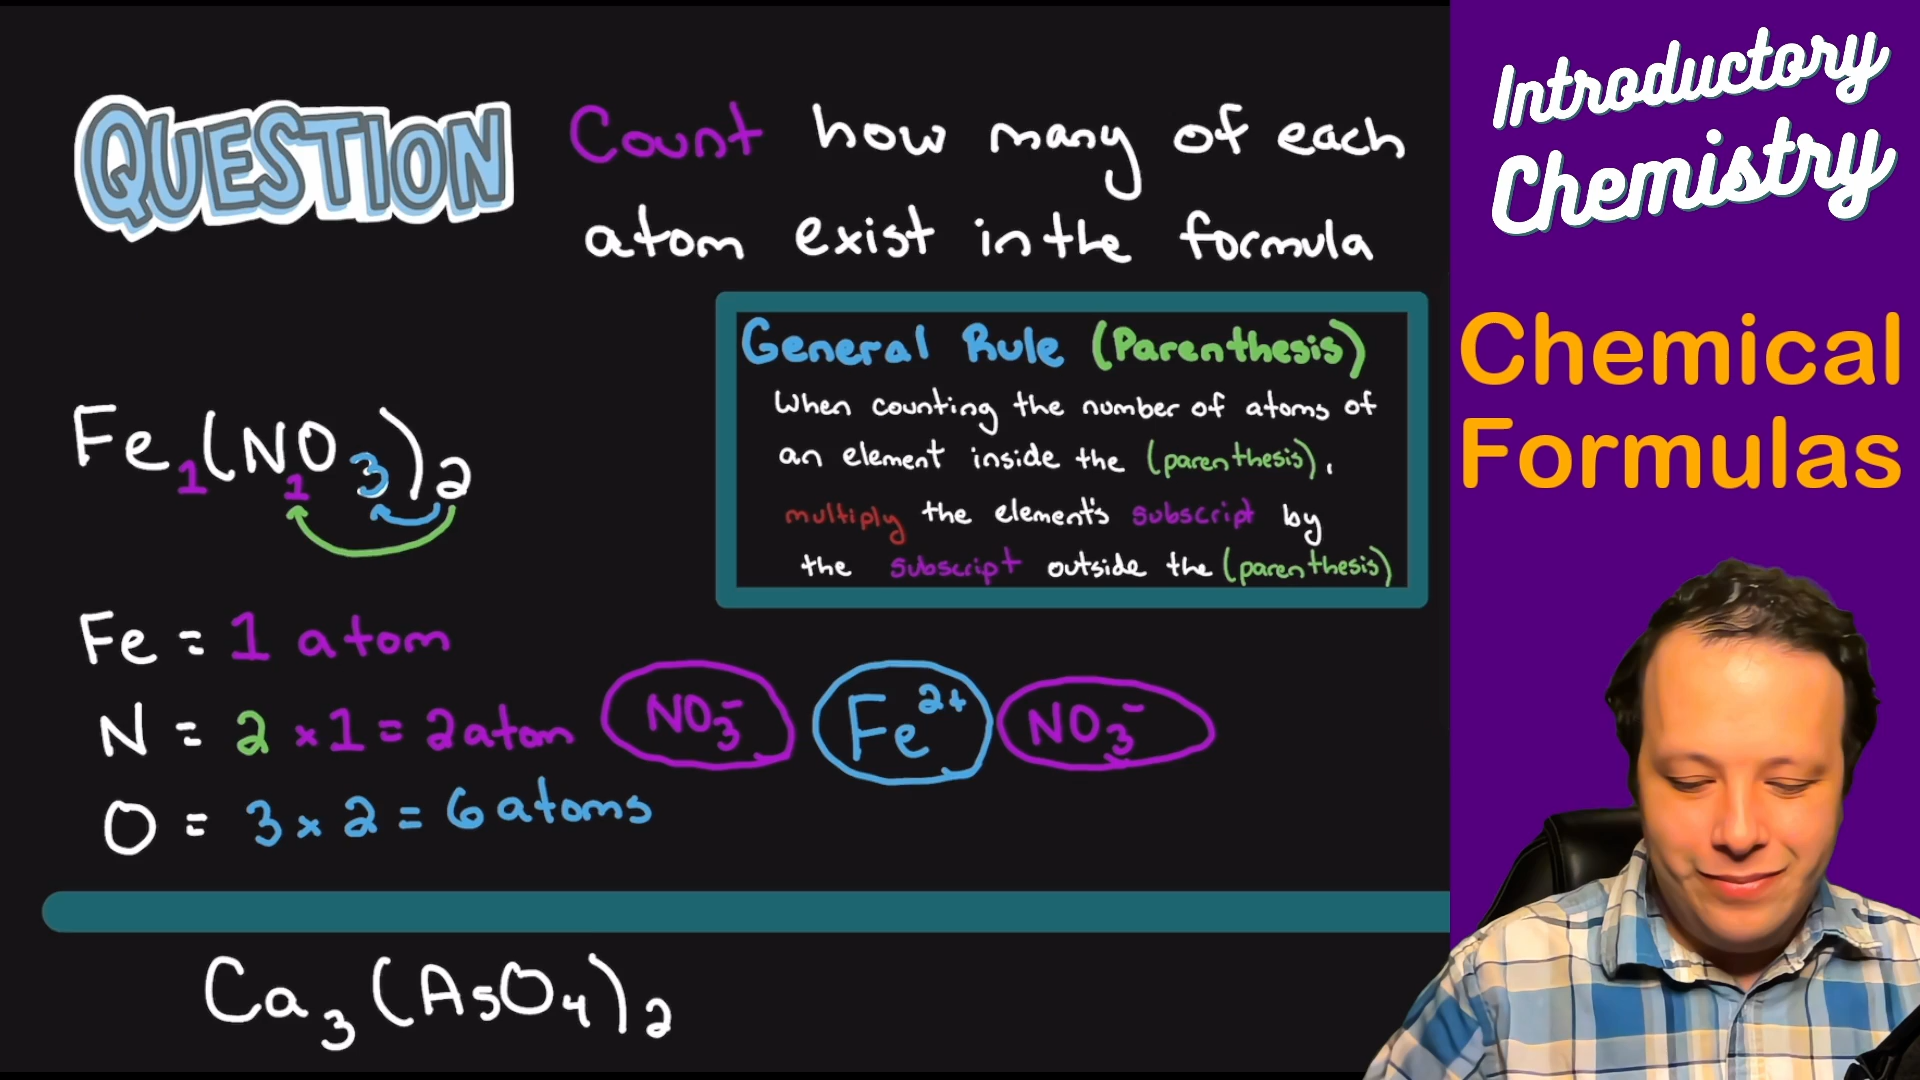 QUESTION
Count how many of each
atom exist in the formula
General Rule (Parenthesis)
When counting the number of atoms of
an element inside the (parenthesis),
multiply the element's subscript by
the subscript outside the (parenthesis)
Fe₁(N₁O₃)₂
Fe = 1 atom
N = 2 × 1 = 2 atom
O = 3 × 2 = 6 atoms
NO₃⁻ Fe²⁺ NO₃⁻
Ca₃(AsO₄)₂
Introductory
Chemistry
Chemical
Formulas